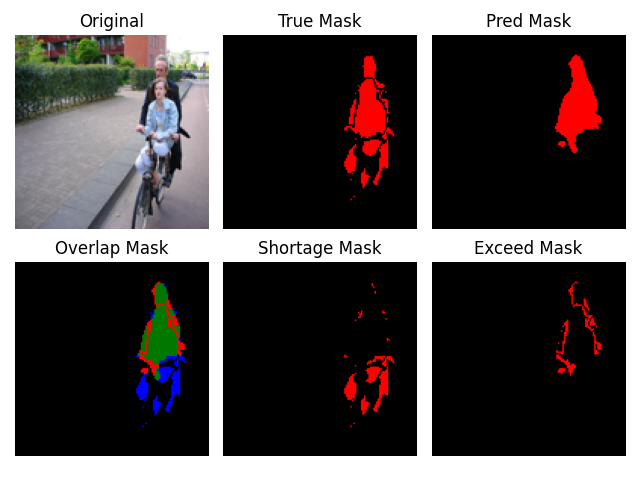 Original
True Mask
Pred Mask
Overlap Mask
Shortage Mask
Exceed Mask